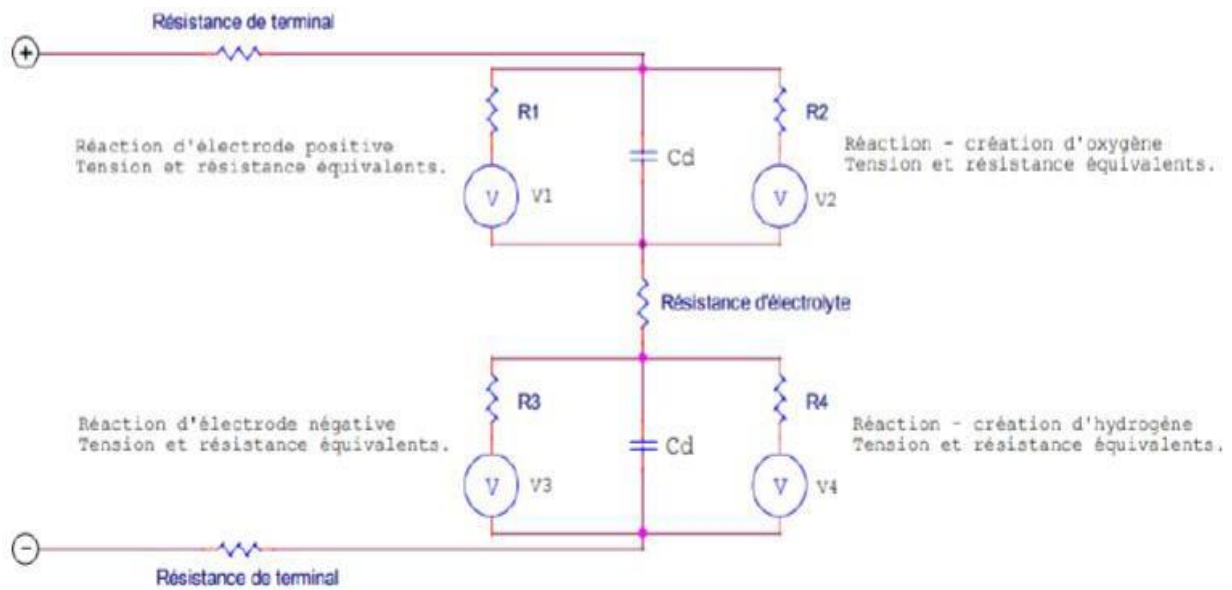 Résistance de terminal
+
R1
R2
Réaction d'électrode positive
Tension et résistance équivalents.
Cd
Réaction - création d'oxygène
Tension et résistance équivalents.
V
V1
V
V2
Résistance d'électrolyte
R3
R4
Réaction d'électrode négative
Tension et résistance équivalents.
Cd
Réaction - création d'hydrogène
Tension et résistance équivalents.
V
V3
V
V4
-
Résistance de terminal